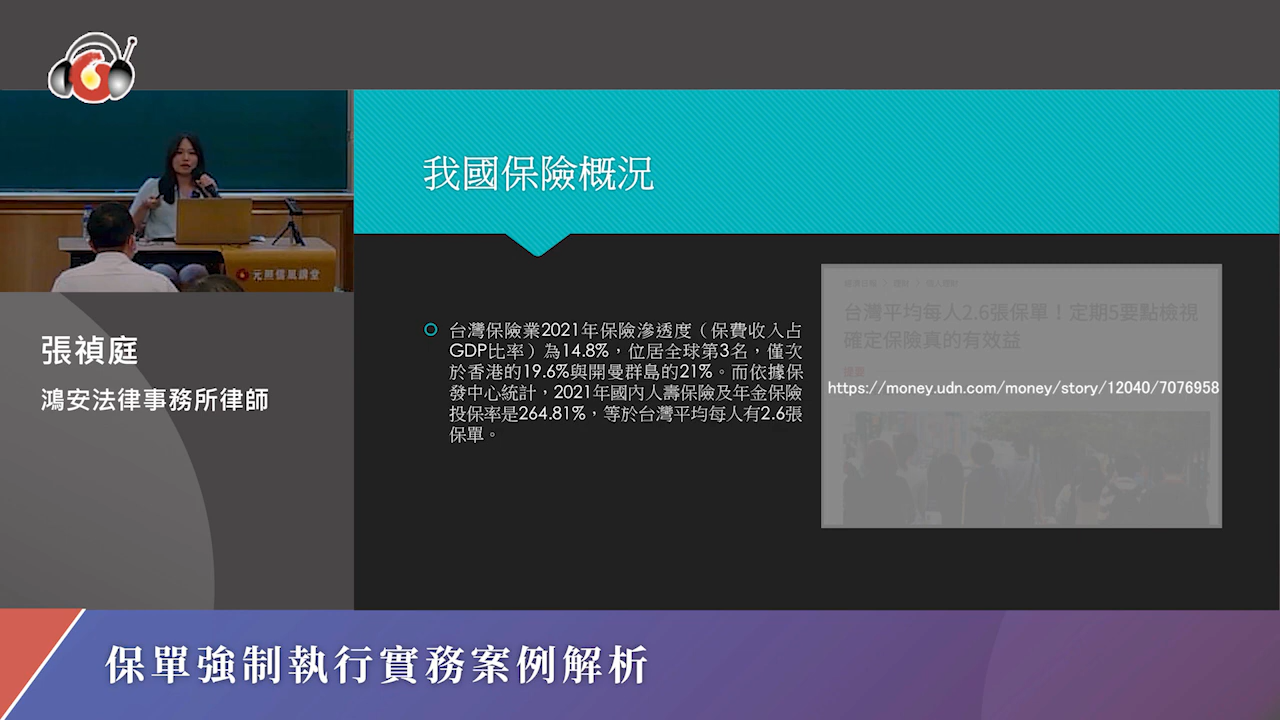 元照信風講堂
張禎庭
鴻安法律事務所律師
我國保險概況
台灣保險業2021年保險滲透度（保費收入占
GDP比率）為14.8%，位居全球第3名，僅次
於香港的19.6%與開曼群島的21%。而依據保
發中心統計，2021年國內人壽保險及年金保險
投保率是264.81%，等於台灣平均每人有2.6張
保單。
台灣平均每人2.6張保單！定期5要點檢視
確定保險真的有效益
https://money.udn.com/money/story/12040/7076958
保單強制執行實務案例解析